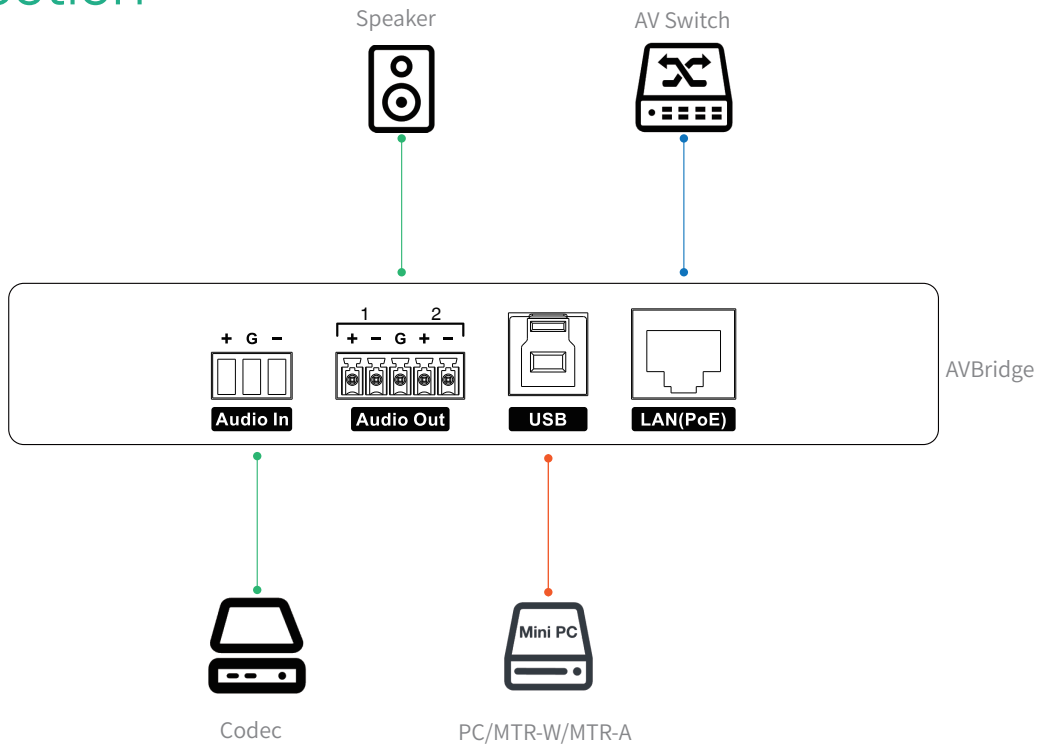 Speaker
AV Switch
1 2
+ G −
+ − G + −
Audio In
Audio Out
USB
LAN(PoE)
AVBridge
Mini PC
Codec
PC/MTR-W/MTR-A